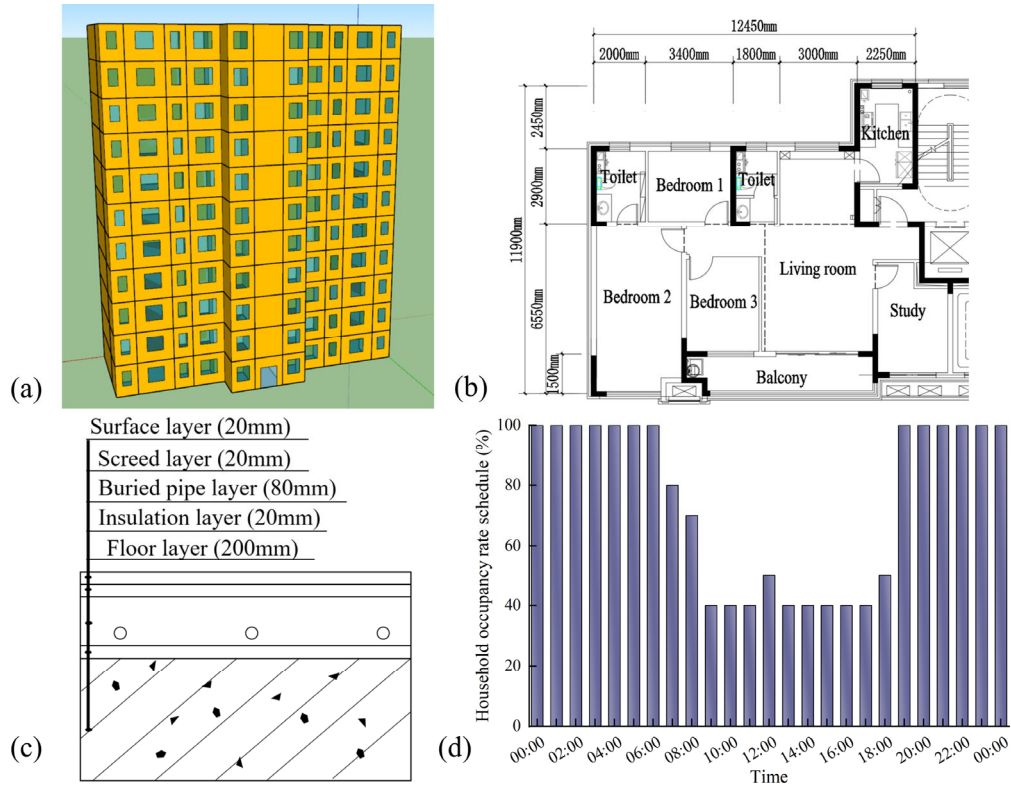 (a)
12450mm
2000mm
3400mm
1800mm
3000mm
2250mm
2450mm
2900mm
11900mm
6550mm
1500mm
Kitchen
Toilet
Bedroom 1
Toilet
Living room
Bedroom 2
Bedroom 3
Study
Balcony
(b)
Surface layer (20mm)
Screed layer (20mm)
Buried pipe layer (80mm)
Insulation layer (20mm)
Floor layer (200mm)
(c)
Household occupancy rate schedule (%)
100
80
60
40
20
0
00:00
02:00
04:00
06:00
08:00
10:00
12:00
14:00
16:00
18:00
20:00
22:00
00:00
Time
(d)